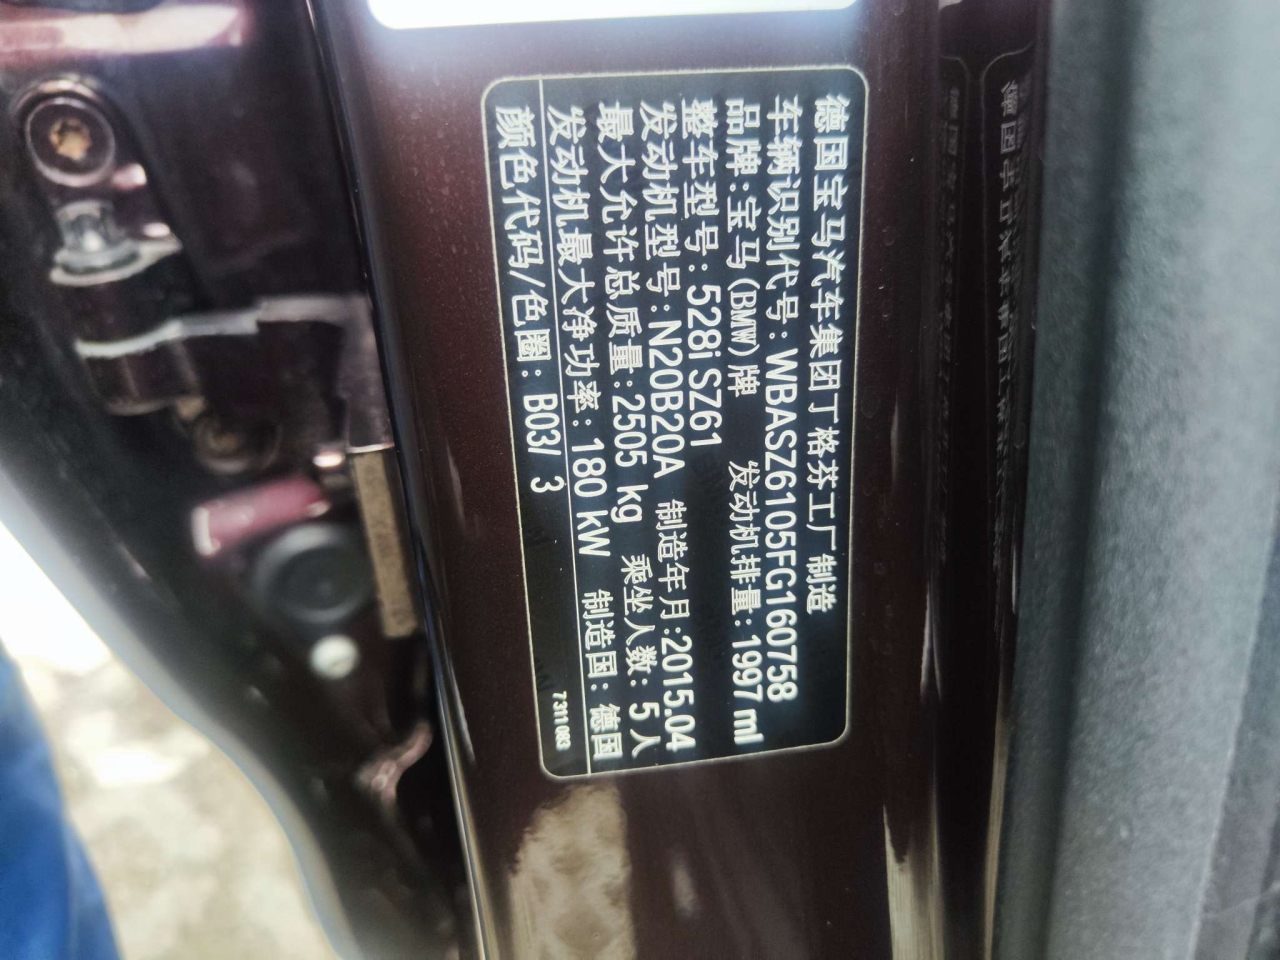 德国宝马汽车集团丁格芬工厂制造
车辆识别代号:WBASZ6105FG160758
品牌:宝马(BMW)牌 发动机排量:1997 ml
整车型号:528i SZ61
发动机型号:N20B20A 制造年月:2015.04
最大允许总质量:2505 kg 乘坐人数:5人
发动机最大净功率:180 kW 制造国:德国
颜色代码/色圈:B03/ 3
7311 083